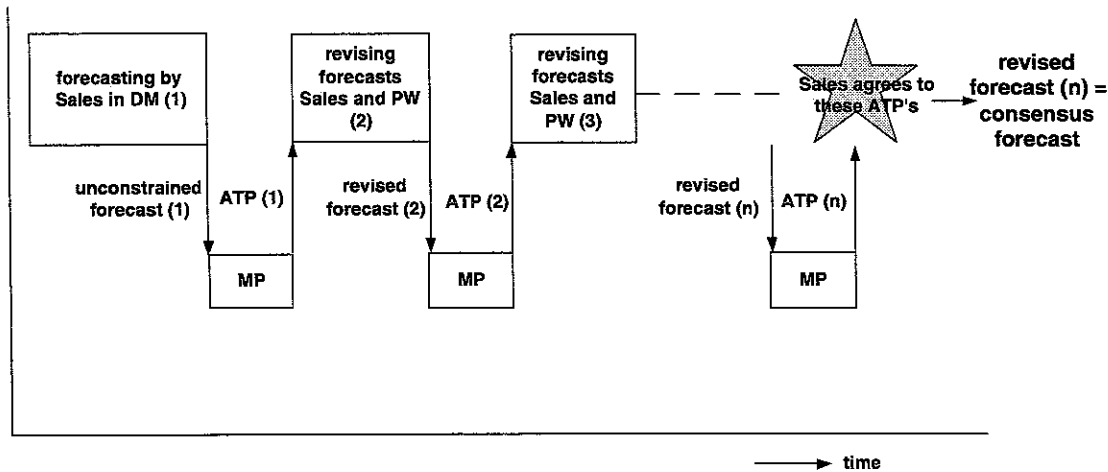 forecasting by
Sales in DM (1)
revising
forecasts
Sales and PW
(2)
revising
forecasts
Sales and
PW (3)
Sales agrees to
these ATP's
revised
forecast (n) =
consensus
forecast
unconstrained
forecast (1)
ATP (1)
revised
forecast (2)
ATP (2)
revised
forecast (n)
ATP (n)
MP
MP
MP
time